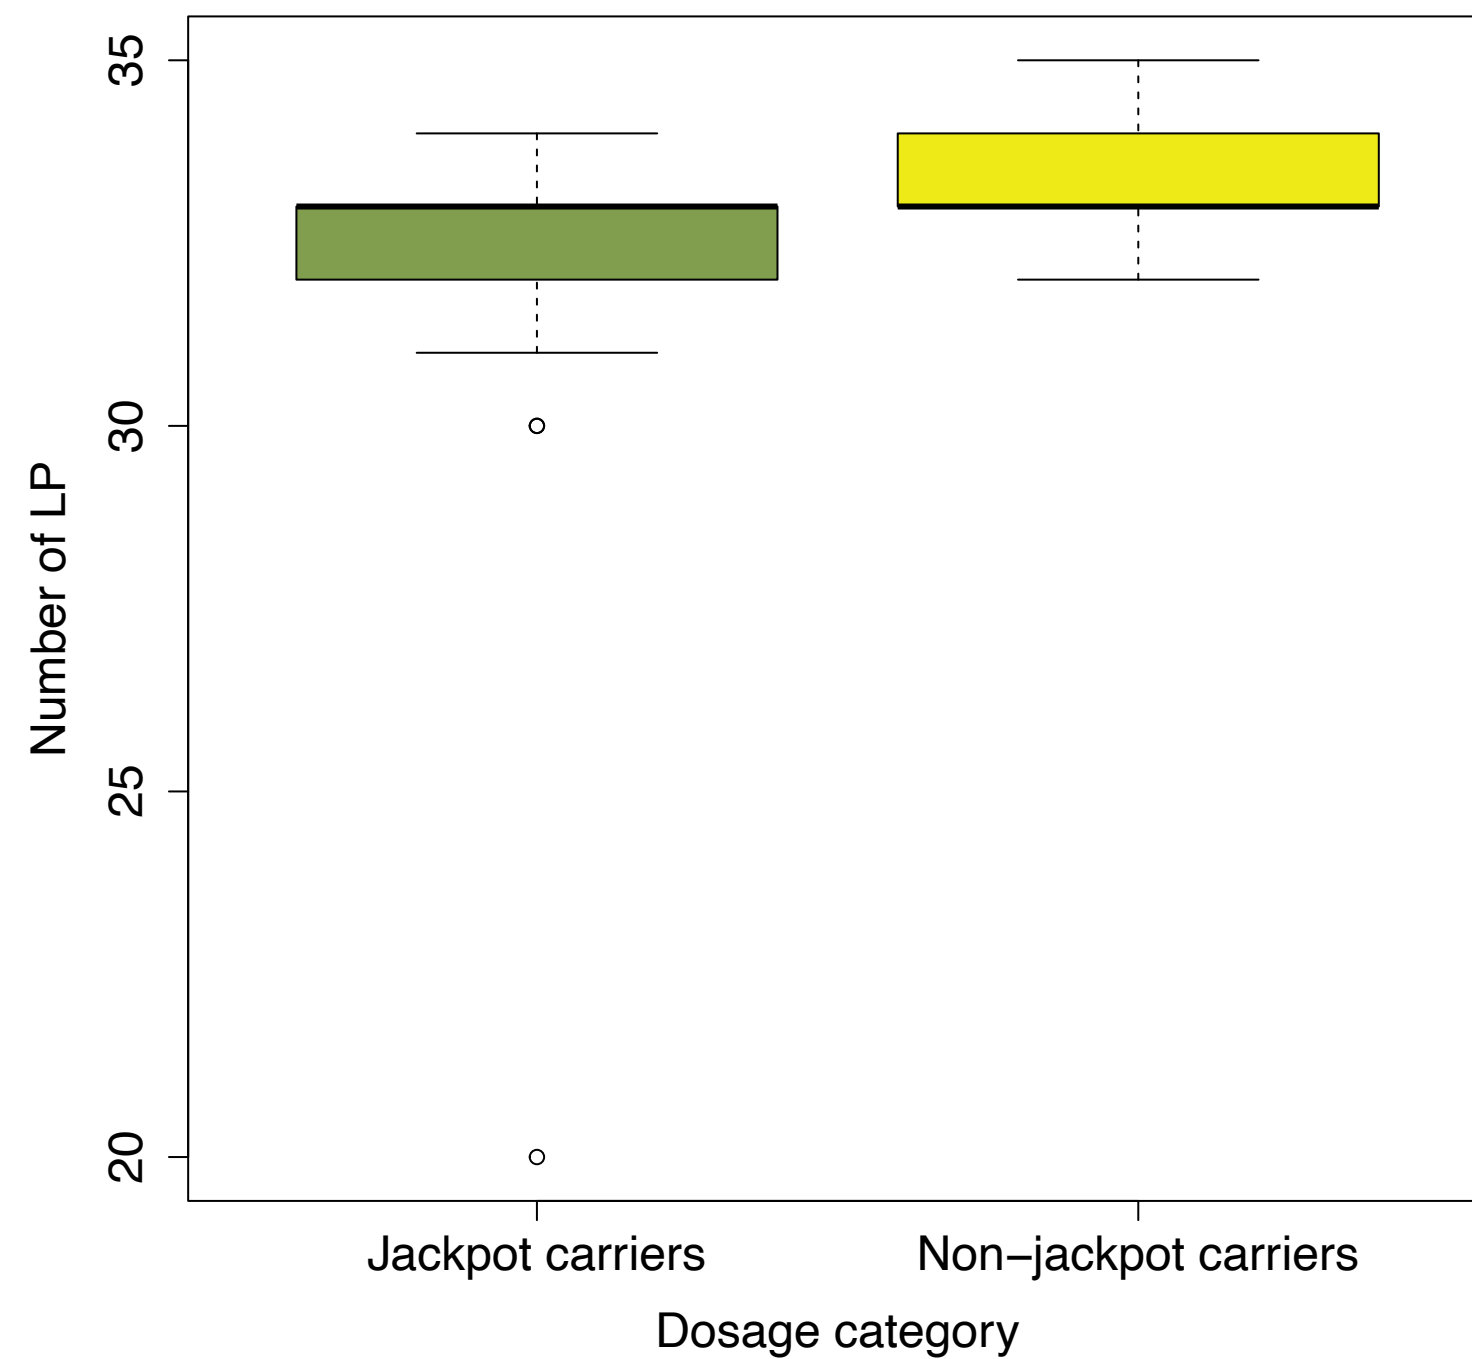 35
30
25
20
Number of LP
Jackpot carriers
Non−jackpot carriers
Dosage category